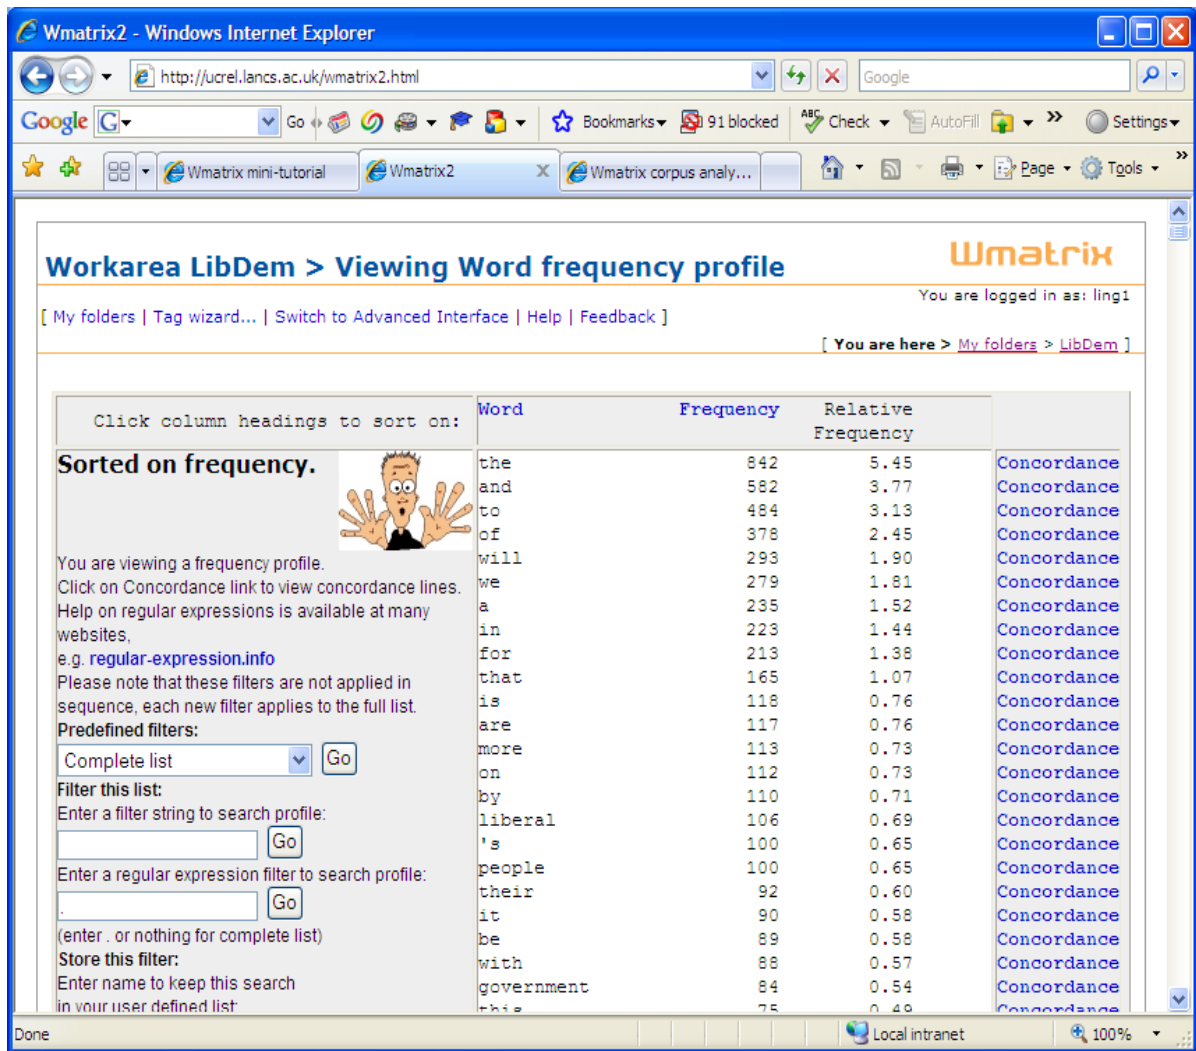 Wmatrix2 - Windows Internet Explorer
http://ucrel.lancs.ac.uk/wmatrix2.html
Google
Google G Go Bookmarks 91 blocked Check AutoFill » Settings
Wmatrix mini-tutorial Wmatrix2 X Wmatrix corpus analy... Page Tools »
Wmatrix
Workarea LibDem > Viewing Word frequency profile
You are logged in as: ling1
[ My folders | Tag wizard... | Switch to Advanced Interface | Help | Feedback ]
[ You are here > My folders > LibDem ]
Click column headings to sort on:
Word Frequency Relative
Frequency
Sorted on frequency.
You are viewing a frequency profile.
Click on Concordance link to view concordance lines.
Help on regular expressions is available at many
websites,
e.g. regular-expression.info
Please note that these filters are not applied in
sequence, each new filter applies to the full list.
Predefined filters:
Complete list Go
Filter this list:
Enter a filter string to search profile:
Go
Enter a regular expression filter to search profile:
. Go
(enter . or nothing for complete list)
Store this filter:
Enter name to keep this search
in your user defined list:
the 842 5.45 Concordance
and 582 3.77 Concordance
to 484 3.13 Concordance
of 378 2.45 Concordance
will 293 1.90 Concordance
we 279 1.81 Concordance
a 235 1.52 Concordance
in 223 1.44 Concordance
for 213 1.38 Concordance
that 165 1.07 Concordance
is 118 0.76 Concordance
are 117 0.76 Concordance
more 113 0.73 Concordance
on 112 0.73 Concordance
by 110 0.71 Concordance
liberal 106 0.69 Concordance
's 100 0.65 Concordance
people 100 0.65 Concordance
their 92 0.60 Concordance
it 90 0.58 Concordance
be 89 0.58 Concordance
with 88 0.57 Concordance
government 84 0.54 Concordance
this 75 0.49 Concordance
Done Local intranet 100%